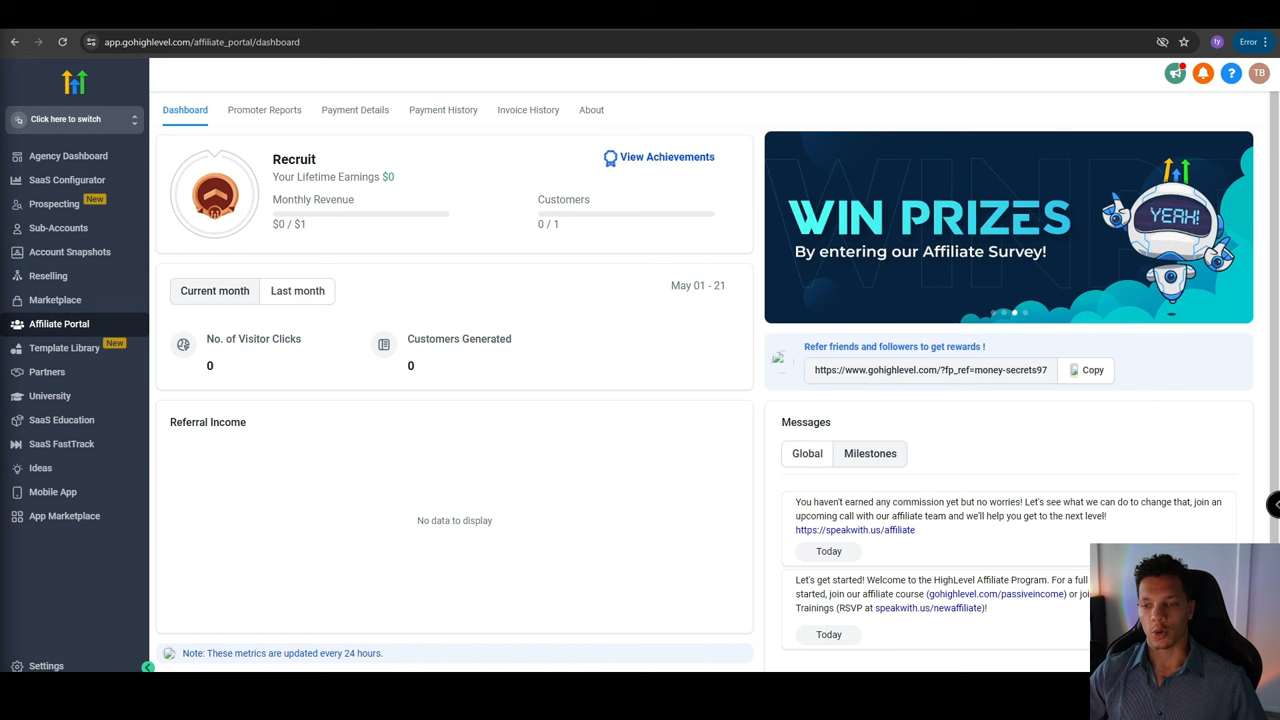 app.gohighlevel.com/affiliate_portal/dashboard
ty
Error
Click here to switch
TB
Agency Dashboard
SaaS Configurator
Prospecting
New
Sub-Accounts
Account Snapshots
Reselling
Marketplace
Affiliate Portal
Template Library
New
Partners
University
SaaS Education
SaaS FastTrack
Ideas
Mobile App
App Marketplace
Settings
Dashboard
Promoter Reports
Payment Details
Payment History
Invoice History
About
Recruit
View Achievements
Your Lifetime Earnings $0
Monthly Revenue
Customers
$0 / $1
0 / 1
Current month
Last month
May 01 - 21
No. of Visitor Clicks
Customers Generated
0
0
Referral Income
No data to display
Note: These metrics are updated every 24 hours.
WIN PRIZES
By entering our Affiliate Survey!
YEAH!
Refer friends and followers to get rewards !
https://www.gohighlevel.com/?fp_ref=money-secrets97
Copy
Messages
Global
Milestones
You haven't earned any commission yet but no worries! Let's see what we can do to change that, join an
upcoming call with our affiliate team and we'll help you get to the next level!
https://speakwith.us/affiliate
Today
Let's get started! Welcome to the HighLevel Affiliate Program. For a full
started, join our affiliate course (gohighlevel.com/passiveincome) or joi
Trainings (RSVP at speakwith.us/newaffiliate)!
Today